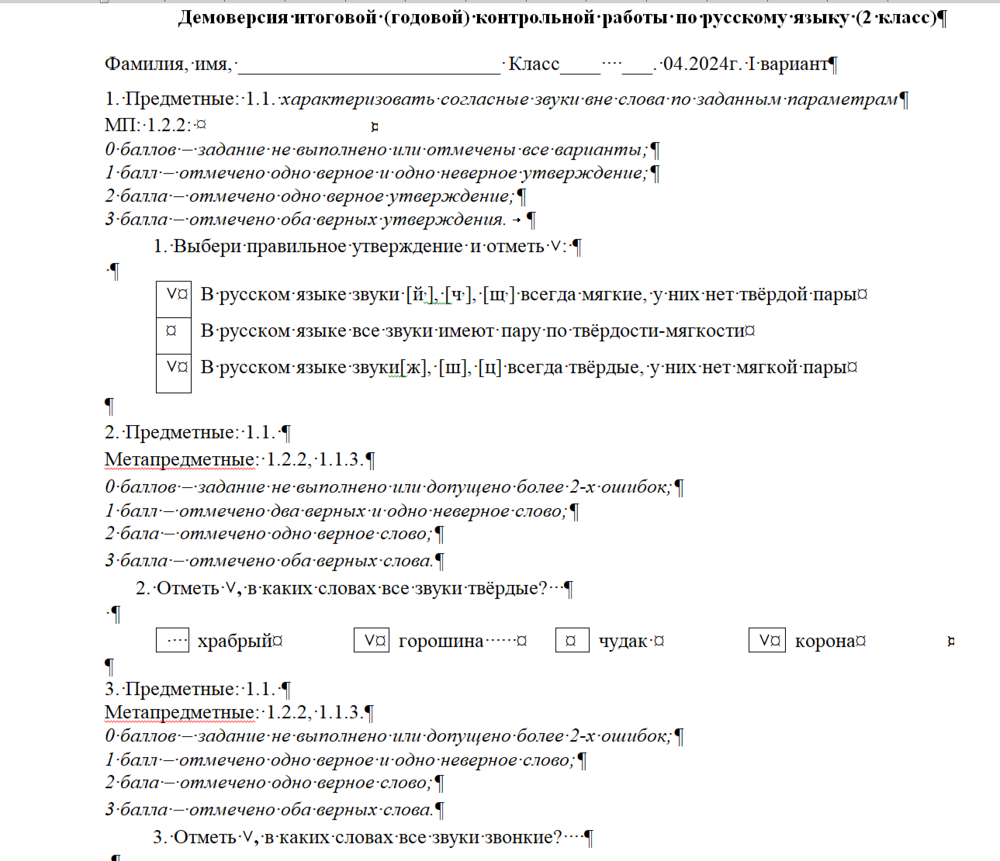 Демоверсия итоговой (годовой) контрольной работы по русскому языку (2 класс)¶
Фамилия, имя, __________________________ Класс____ ___. 04.2024г. I вариант¶
1. Предметные: 1.1. характеризовать согласные звуки вне слова по заданным параметрам¶
МП: 1.2.2: ¤ ¤
0 баллов – задание не выполнено или отмечены все варианты;¶
1 балл – отмечено одно верное и одно неверное утверждение;¶
2 балла – отмечено одно верное утверждение;¶
3 балла – отмечено оба верных утверждения. → ¶
1. Выбери правильное утверждение и отметь ˅: ¶
¶
˅¤ В русском языке звуки [й,], [ч,], [щ,] всегда мягкие, у них нет твёрдой пары¤
¤ В русском языке все звуки имеют пару по твёрдости-мягкости¤
˅¤ В русском языке звуки[ж], [ш], [ц] всегда твёрдые, у них нет мягкой пары¤
¶
2. Предметные: 1.1. ¶
Метапредметные: 1.2.2, 1.1.3.¶
0 баллов – задание не выполнено или допущено более 2-х ошибок;¶
1 балл – отмечено два верных и одно неверное слово;¶
2 бала – отмечено одно верное слово;¶
3 балла – отмечено оба верных слова.¶
2. Отметь ˅, в каких словах все звуки твёрдые? ¶
¶
···· храбрый¤ ˅¤ горошина ¤ ¤ чудак ¤ ˅¤ корона¤ ¤
¶
3. Предметные: 1.1. ¶
Метапредметные: 1.2.2, 1.1.3.¶
0 баллов – задание не выполнено или допущено более 2-х ошибок;¶
1 балл – отмечено одно верное и одно неверное слово;¶
2 бала – отмечено одно верное слово;¶
3 балла – отмечено оба верных слова.¶
3. Отметь ˅, в каких словах все звуки звонкие? ¶
¶